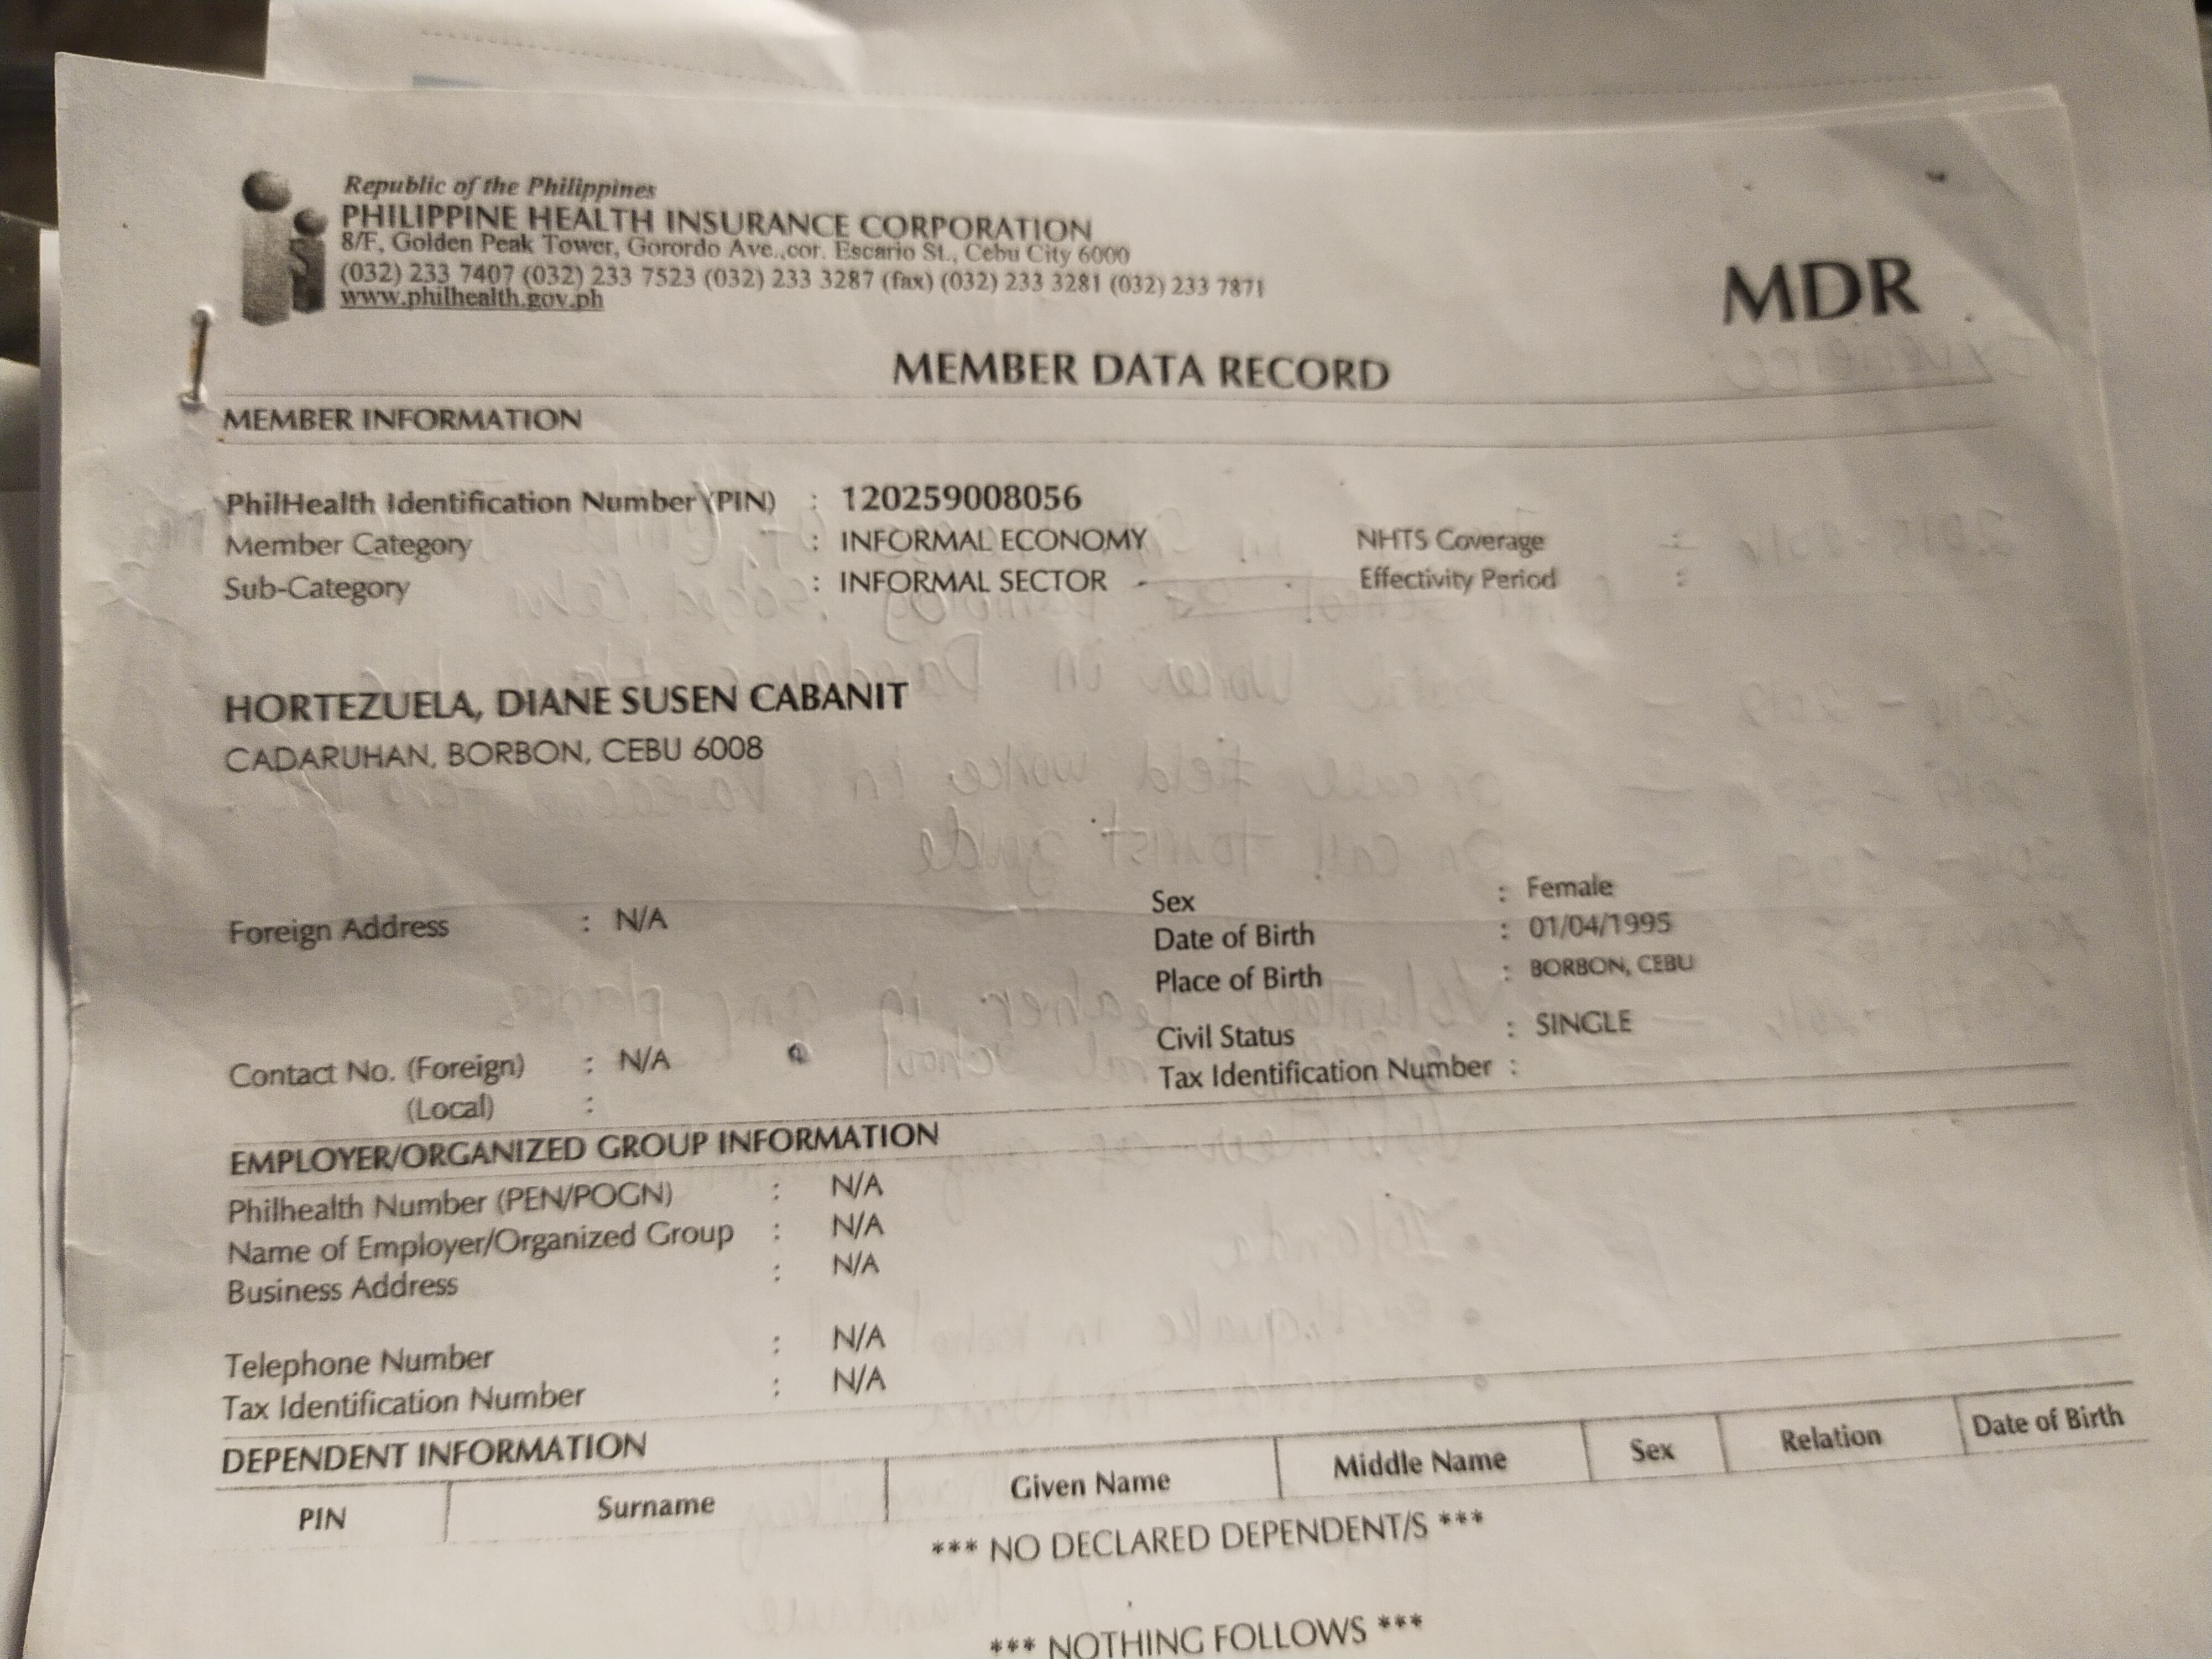 Republic of the Philippines
PHILIPPINE HEALTH INSURANCE CORPORATION
8/F, Golden Peak Tower, Gorordo Ave.,cor. Escario St., Cebu City 6000
(032) 233 7407 (032) 233 7523 (032) 233 3287 (fax) (032) 233 3281 (032) 233 7871
www.philhealth.gov.ph
MDR
MEMBER DATA RECORD
MEMBER INFORMATION
PhilHealth Identification Number (PIN) : 120259008056
Member Category : INFORMAL ECONOMY NHTS Coverage :
Sub-Category : INFORMAL SECTOR - Effectivity Period :
HORTEZUELA, DIANE SUSEN CABANIT
CADARUHAN, BORBON, CEBU 6008
Sex : Female
Foreign Address : N/A Date of Birth : 01/04/1995
Place of Birth : BORBON, CEBU
Civil Status : SINGLE
Contact No. (Foreign) : N/A Tax Identification Number :
(Local) :
EMPLOYER/ORGANIZED GROUP INFORMATION
Philhealth Number (PEN/POGN) : N/A
Name of Employer/Organized Group : N/A
Business Address : N/A
Telephone Number : N/A
Tax Identification Number : N/A
DEPENDENT INFORMATION
PIN Surname Given Name Middle Name Sex Relation Date of Birth
*** NO DECLARED DEPENDENT/S ***
*** NOTHING FOLLOWS ***